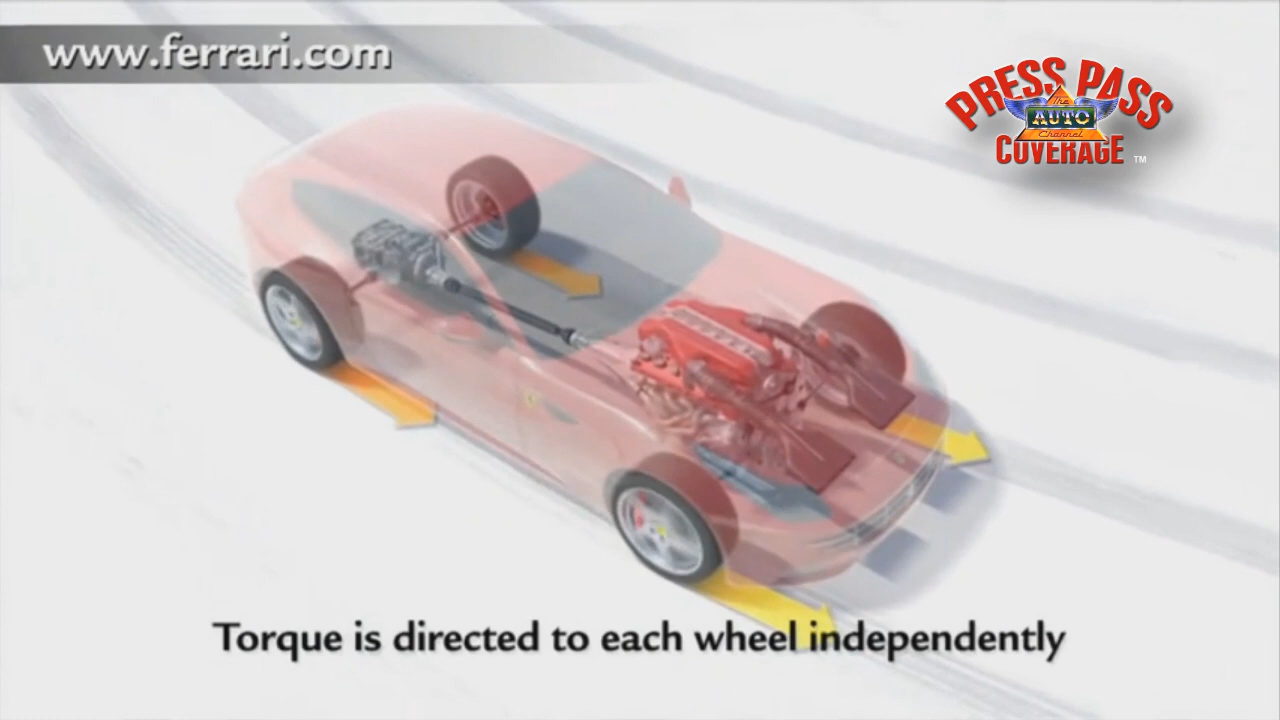 www.ferrari.com
PRESS PASS
The
AUTO
Channel
COVERAGE TM
Torque is directed to each wheel independently